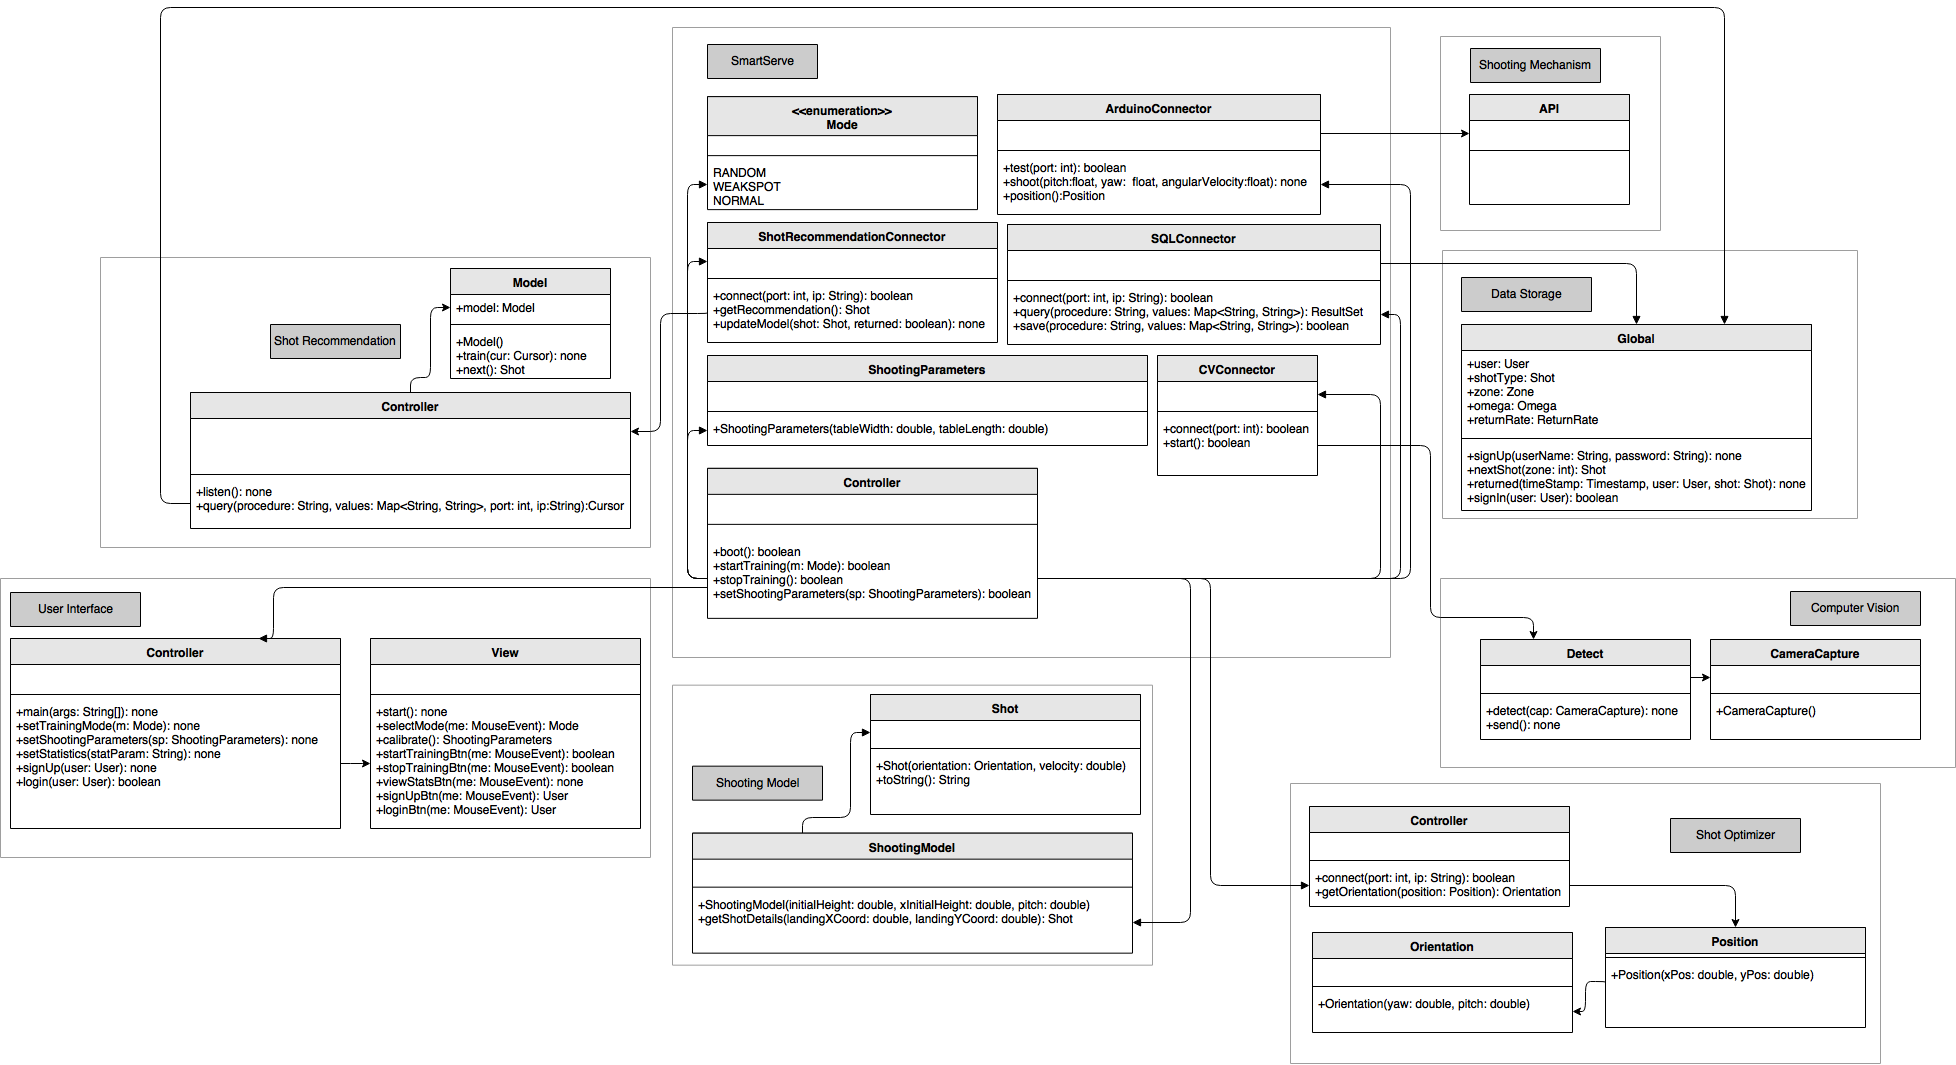 SmartServe
<<enumeration>>
Mode
RANDOM
WEAKSPOT
NORMAL
ArduinoConnector
+test(port: int): boolean
+shoot(pitch:float, yaw:  float, angularVelocity:float): none
+position():Position
Shooting Mechanism
API
ShotRecommendationConnector
+connect(port: int, ip: String): boolean
+getRecommendation(): Shot
+updateModel(shot: Shot, returned: boolean): none
SQLConnector
+connect(port: int, ip: String): boolean
+query(procedure: String, values: Map<String, String>): ResultSet
+save(procedure: String, values: Map<String, String>): boolean
Data Storage
Global
+user: User
+shotType: Shot
+zone: Zone
+omega: Omega
+returnRate: ReturnRate
+signUp(userName: String, password: String): none
+nextShot(zone: int): Shot
+returned(timeStamp: Timestamp, user: User, shot: Shot): none
+signIn(user: User): boolean
Shot Recommendation
Model
+model: Model
+Model()
+train(cur: Cursor): none
+next(): Shot
Controller
+listen(): none
+query(procedure: String, values: Map<String, String>, port: int, ip:String):Cursor
ShootingParameters
+ShootingParameters(tableWidth: double, tableLength: double)
CVConnector
+connect(port: int): boolean
+start(): boolean
Controller
+boot(): boolean
+startTraining(m: Mode): boolean
+stopTraining(): boolean
+setShootingParameters(sp: ShootingParameters): boolean
User Interface
Controller
+main(args: String[]): none
+setTrainingMode(m: Mode): none
+setShootingParameters(sp: ShootingParameters): none
+setStatistics(statParam: String): none
+signUp(user: User): none
+login(user: User): boolean
View
+start(): none
+selectMode(me: MouseEvent): Mode
+calibrate(): ShootingParameters
+startTrainingBtn(me: MouseEvent): boolean
+stopTrainingBtn(me: MouseEvent): boolean
+viewStatsBtn(me: MouseEvent): none
+signUpBtn(me: MouseEvent): User
+loginBtn(me: MouseEvent): User
Computer Vision
Detect
+detect(cap: CameraCapture): none
+send(): none
CameraCapture
+CameraCapture()
Shooting Model
Shot
+Shot(orientation: Orientation, velocity: double)
+toString(): String
ShootingModel
+ShootingModel(initialHeight: double, xInitialHeight: double, pitch: double)
+getShotDetails(landingXCoord: double, landingYCoord: double): Shot
Shot Optimizer
Controller
+connect(port: int, ip: String): boolean
+getOrientation(position: Position): Orientation
Orientation
+Orientation(yaw: double, pitch: double)
Position
+Position(xPos: double, yPos: double)